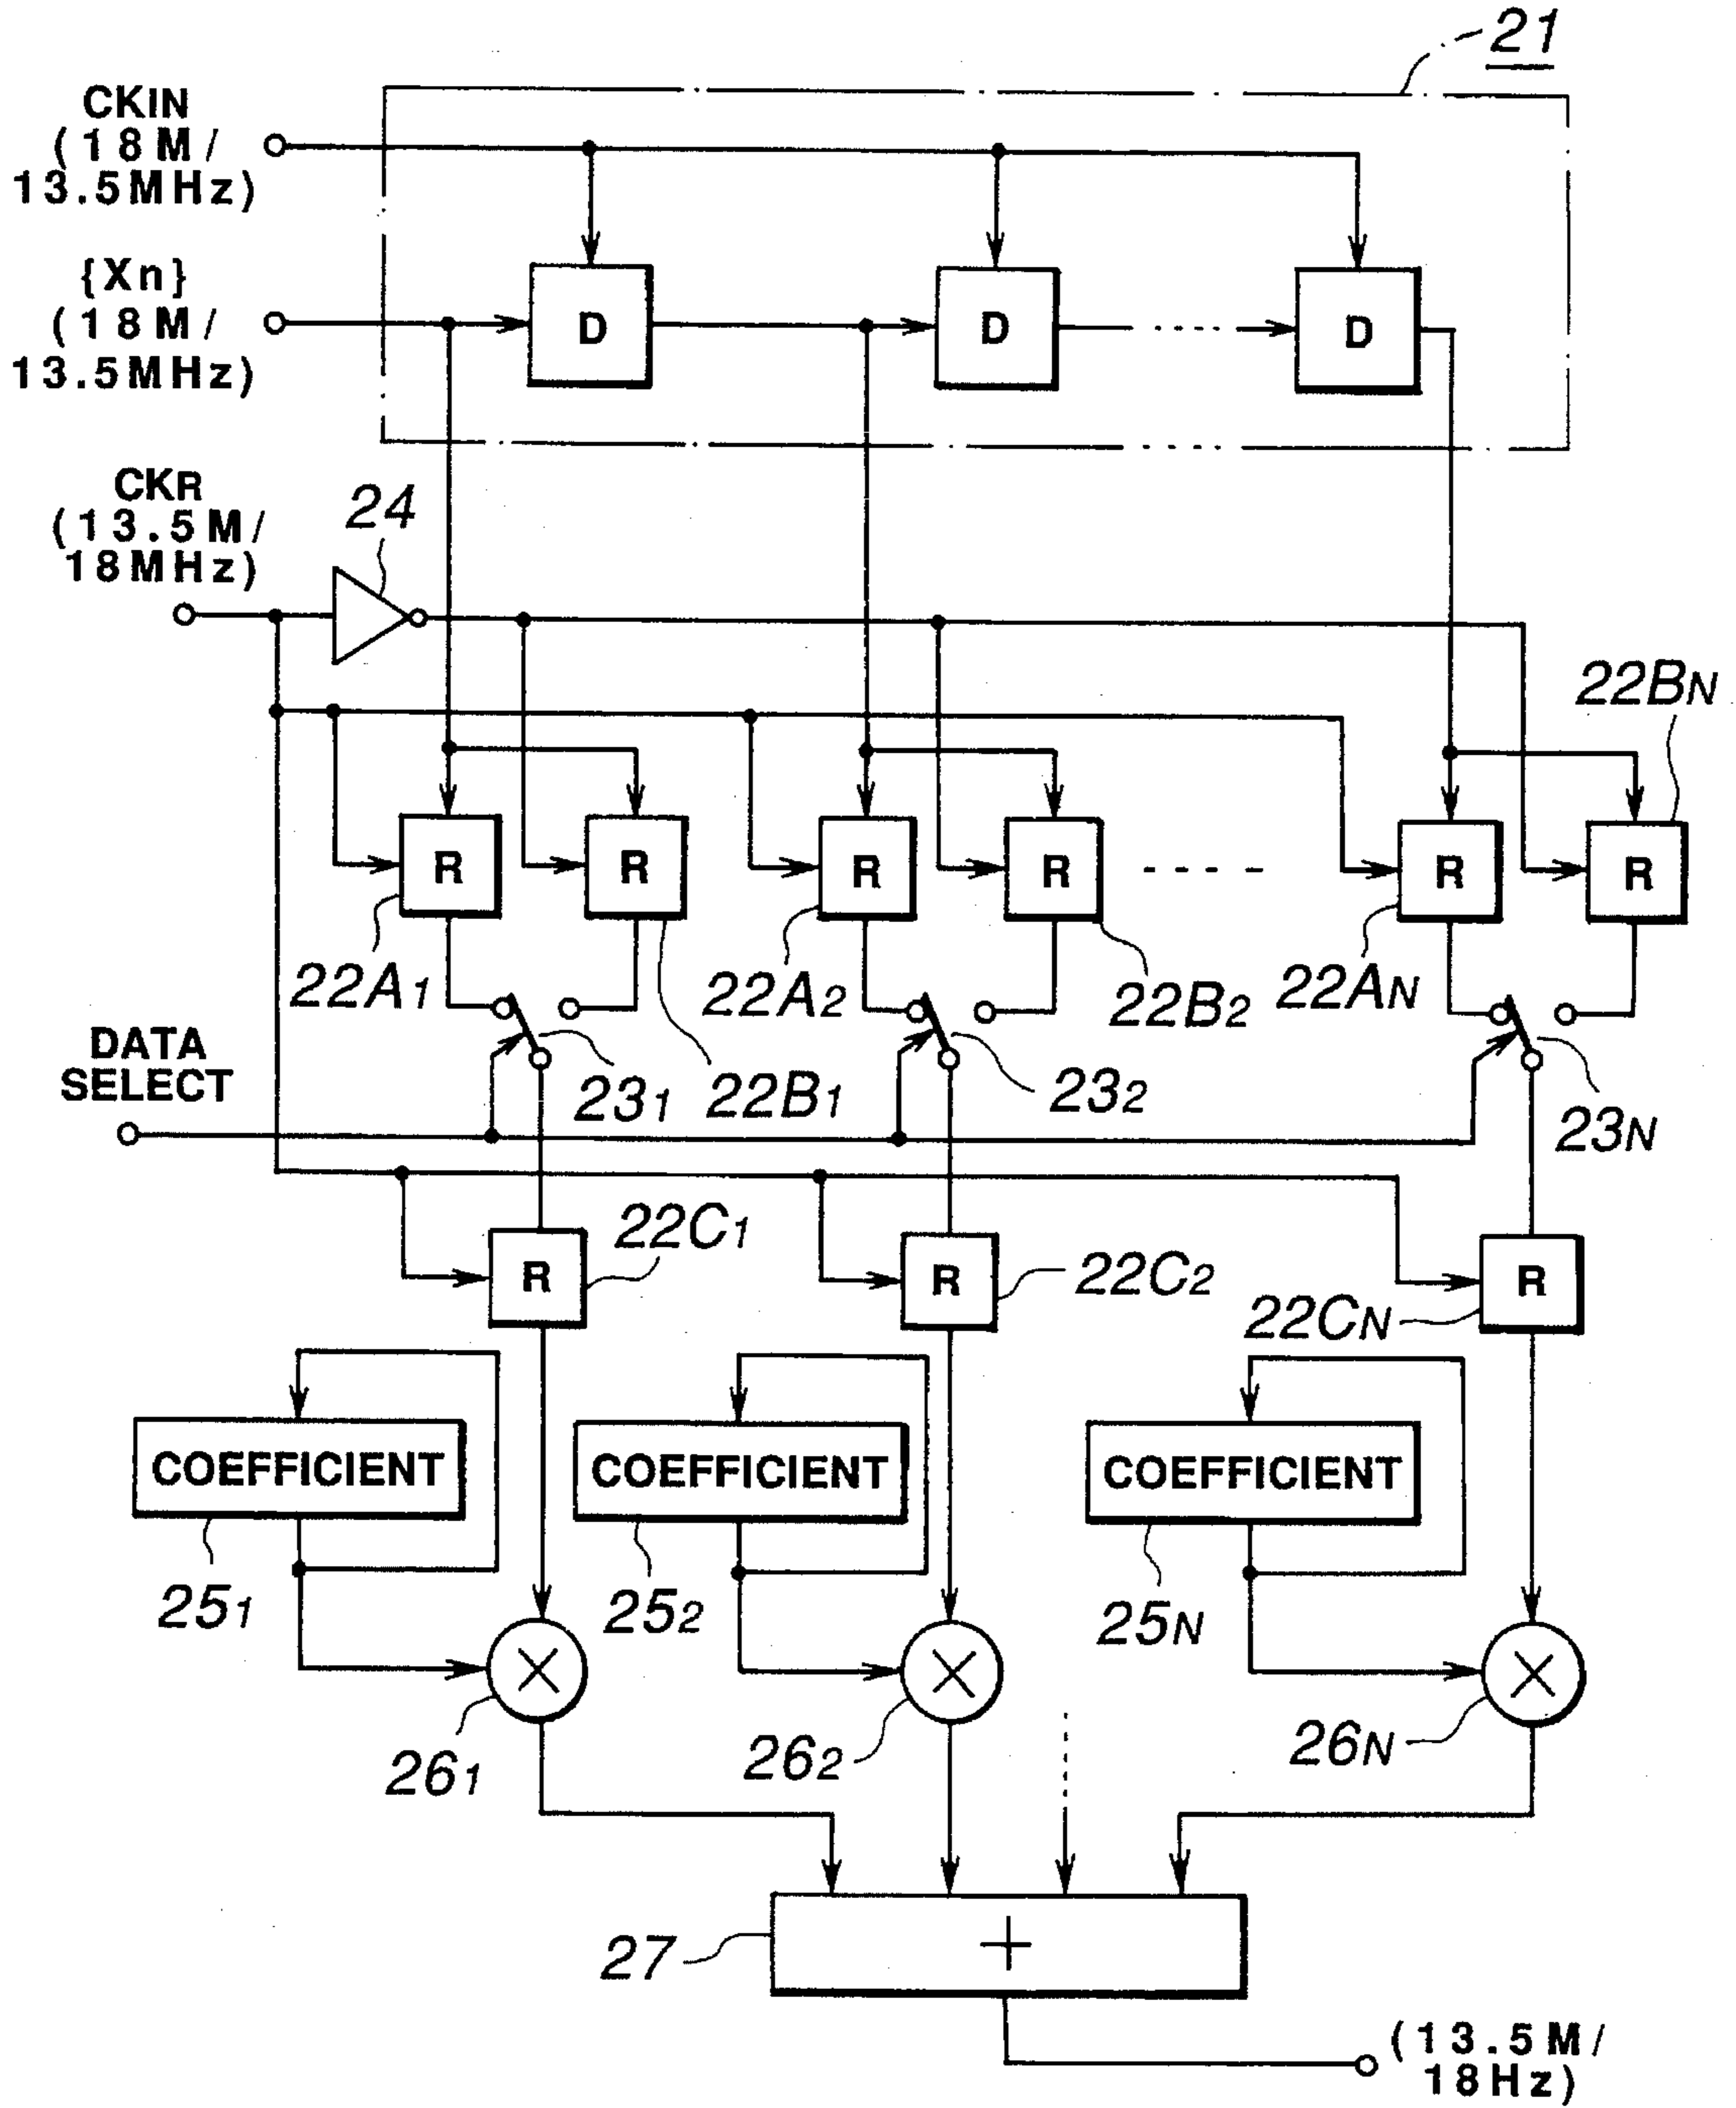 21
CKIN
(18M/
13.5MHz)
{Xn}
(18M/
13.5MHz)
D D D
CKR
(13.5M/
18MHz)
24
22BN
R R R R R R
22A1 22A2 22B2 22AN
DATA
SELECT
231 22B1 232 23N
22C1
R R R
22C2 22CN
COEFFICIENT COEFFICIENT COEFFICIENT
251 252 25N
261 262 26N
27
+
(13.5M/
18Hz)